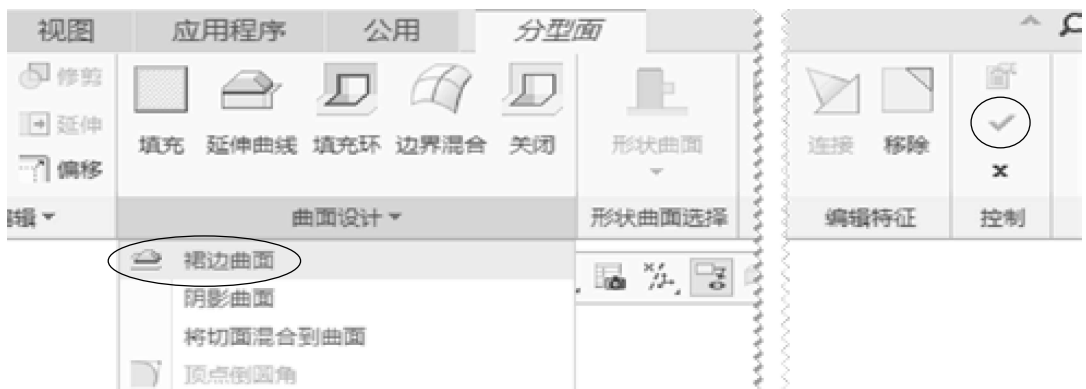 视图 应用程序 公用 分型面
修剪
延伸
偏移
填充 延伸曲线 填充环 边界混合 关闭 形状曲面 连接 移除
编辑 曲面设计 形状曲面选择 编辑特征 控制
裙边曲面
阴影曲面
将切面混合到曲面
顶点倒圆角